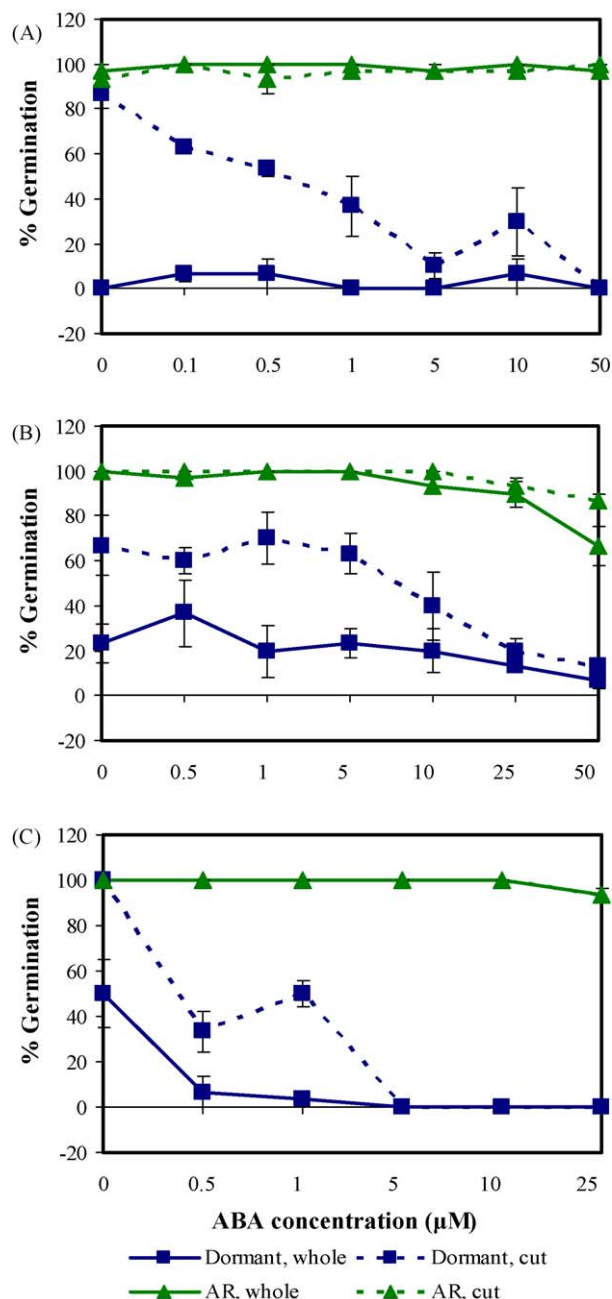 (A)
120
100
80
60
40
20
0
-20
% Germination
0 0.1 0.5 1 5 10 50
(B)
120
100
80
60
40
20
0
-20
% Germination
0 0.5 1 5 10 25 50
(C)
120
100
80
60
40
20
0
-20
% Germination
0 0.5 1 5 10 25
ABA concentration (µM)
Dormant, whole Dormant, cut
AR, whole AR, cut